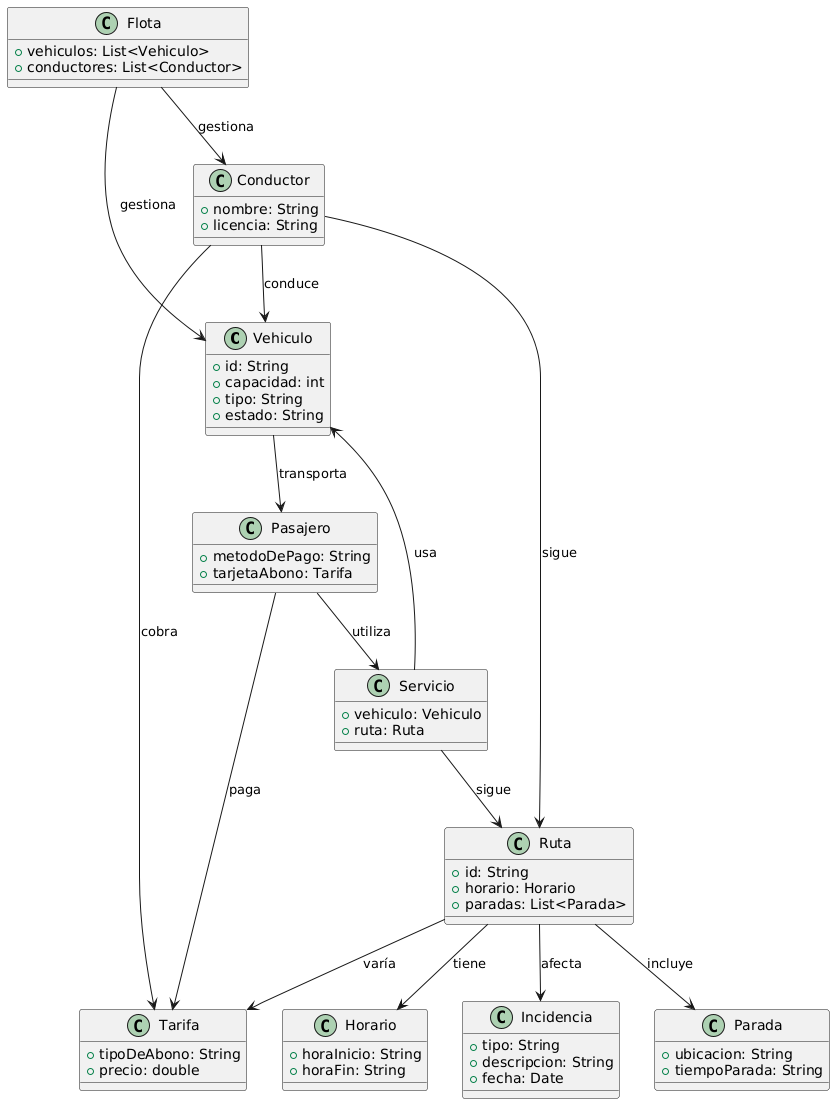 C Flota
vehiculos: List<Vehiculo>
conductores: List<Conductor>
gestiona
C Conductor
nombre: String
licencia: String
gestiona
conduce
C Vehiculo
id: String
capacidad: int
tipo: String
estado: String
transporta
C Pasajero
metodoDePago: String
tarjetaAbono: Tarifa
usa
sigue
cobra
utiliza
C Servicio
vehiculo: Vehiculo
ruta: Ruta
paga
sigue
C Ruta
id: String
horario: Horario
paradas: List<Parada>
varía
tiene
afecta
incluye
C Tarifa
tipoDeAbono: String
precio: double
C Horario
horaInicio: String
horaFin: String
C Incidencia
tipo: String
descripcion: String
fecha: Date
C Parada
ubicacion: String
tiempoParada: String